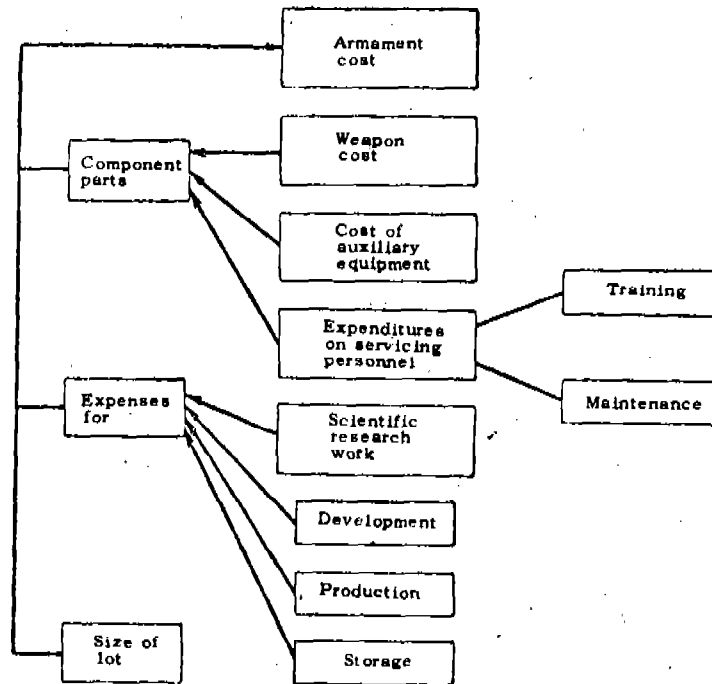 Armament
cost
Weapon
cost
Component
parts
Cost of
auxiliary
equipment
Training
Expenditures
on servicing
personnel
Expenses
for
Maintenance
Scientific
research
work
Development
Production
Size of
lot
Storage